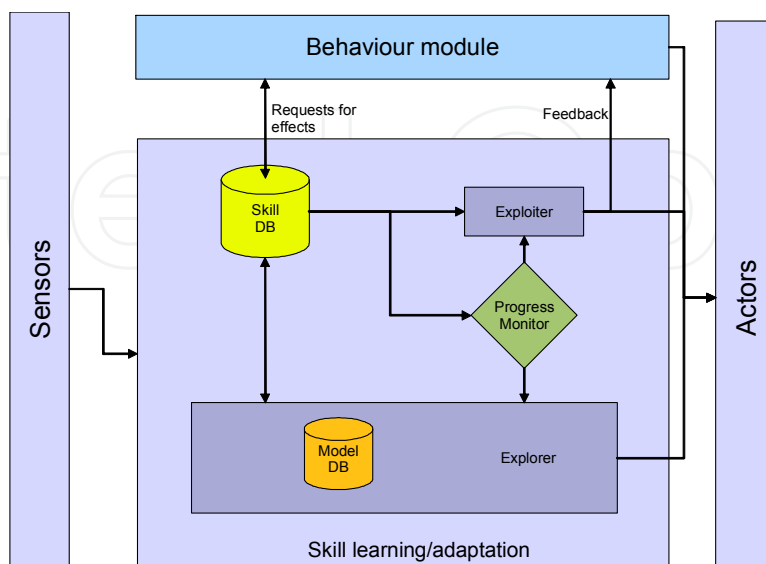 Behaviour module
Requests for
effects
Feedback
Sensors
Skill
DB
Exploiter
Progress
Monitor
Actors
Model
DB
Explorer
Skill learning/adaptation